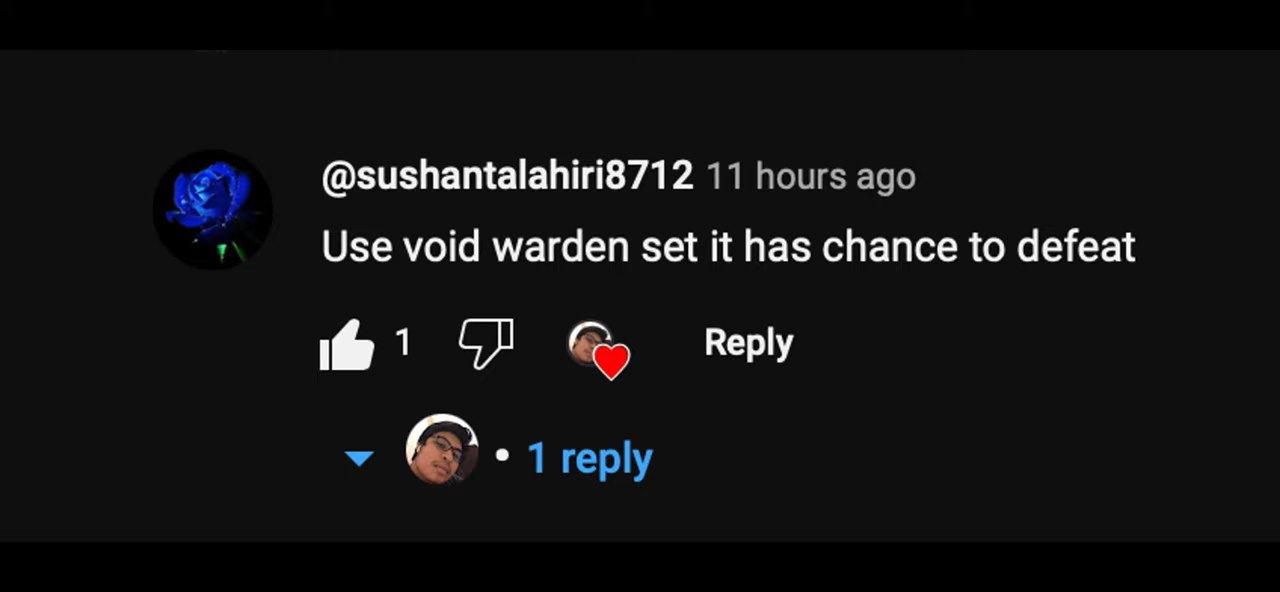 @sushantalahiri8712 11 hours ago
Use void warden set it has chance to defeat
1 Reply
• 1 reply